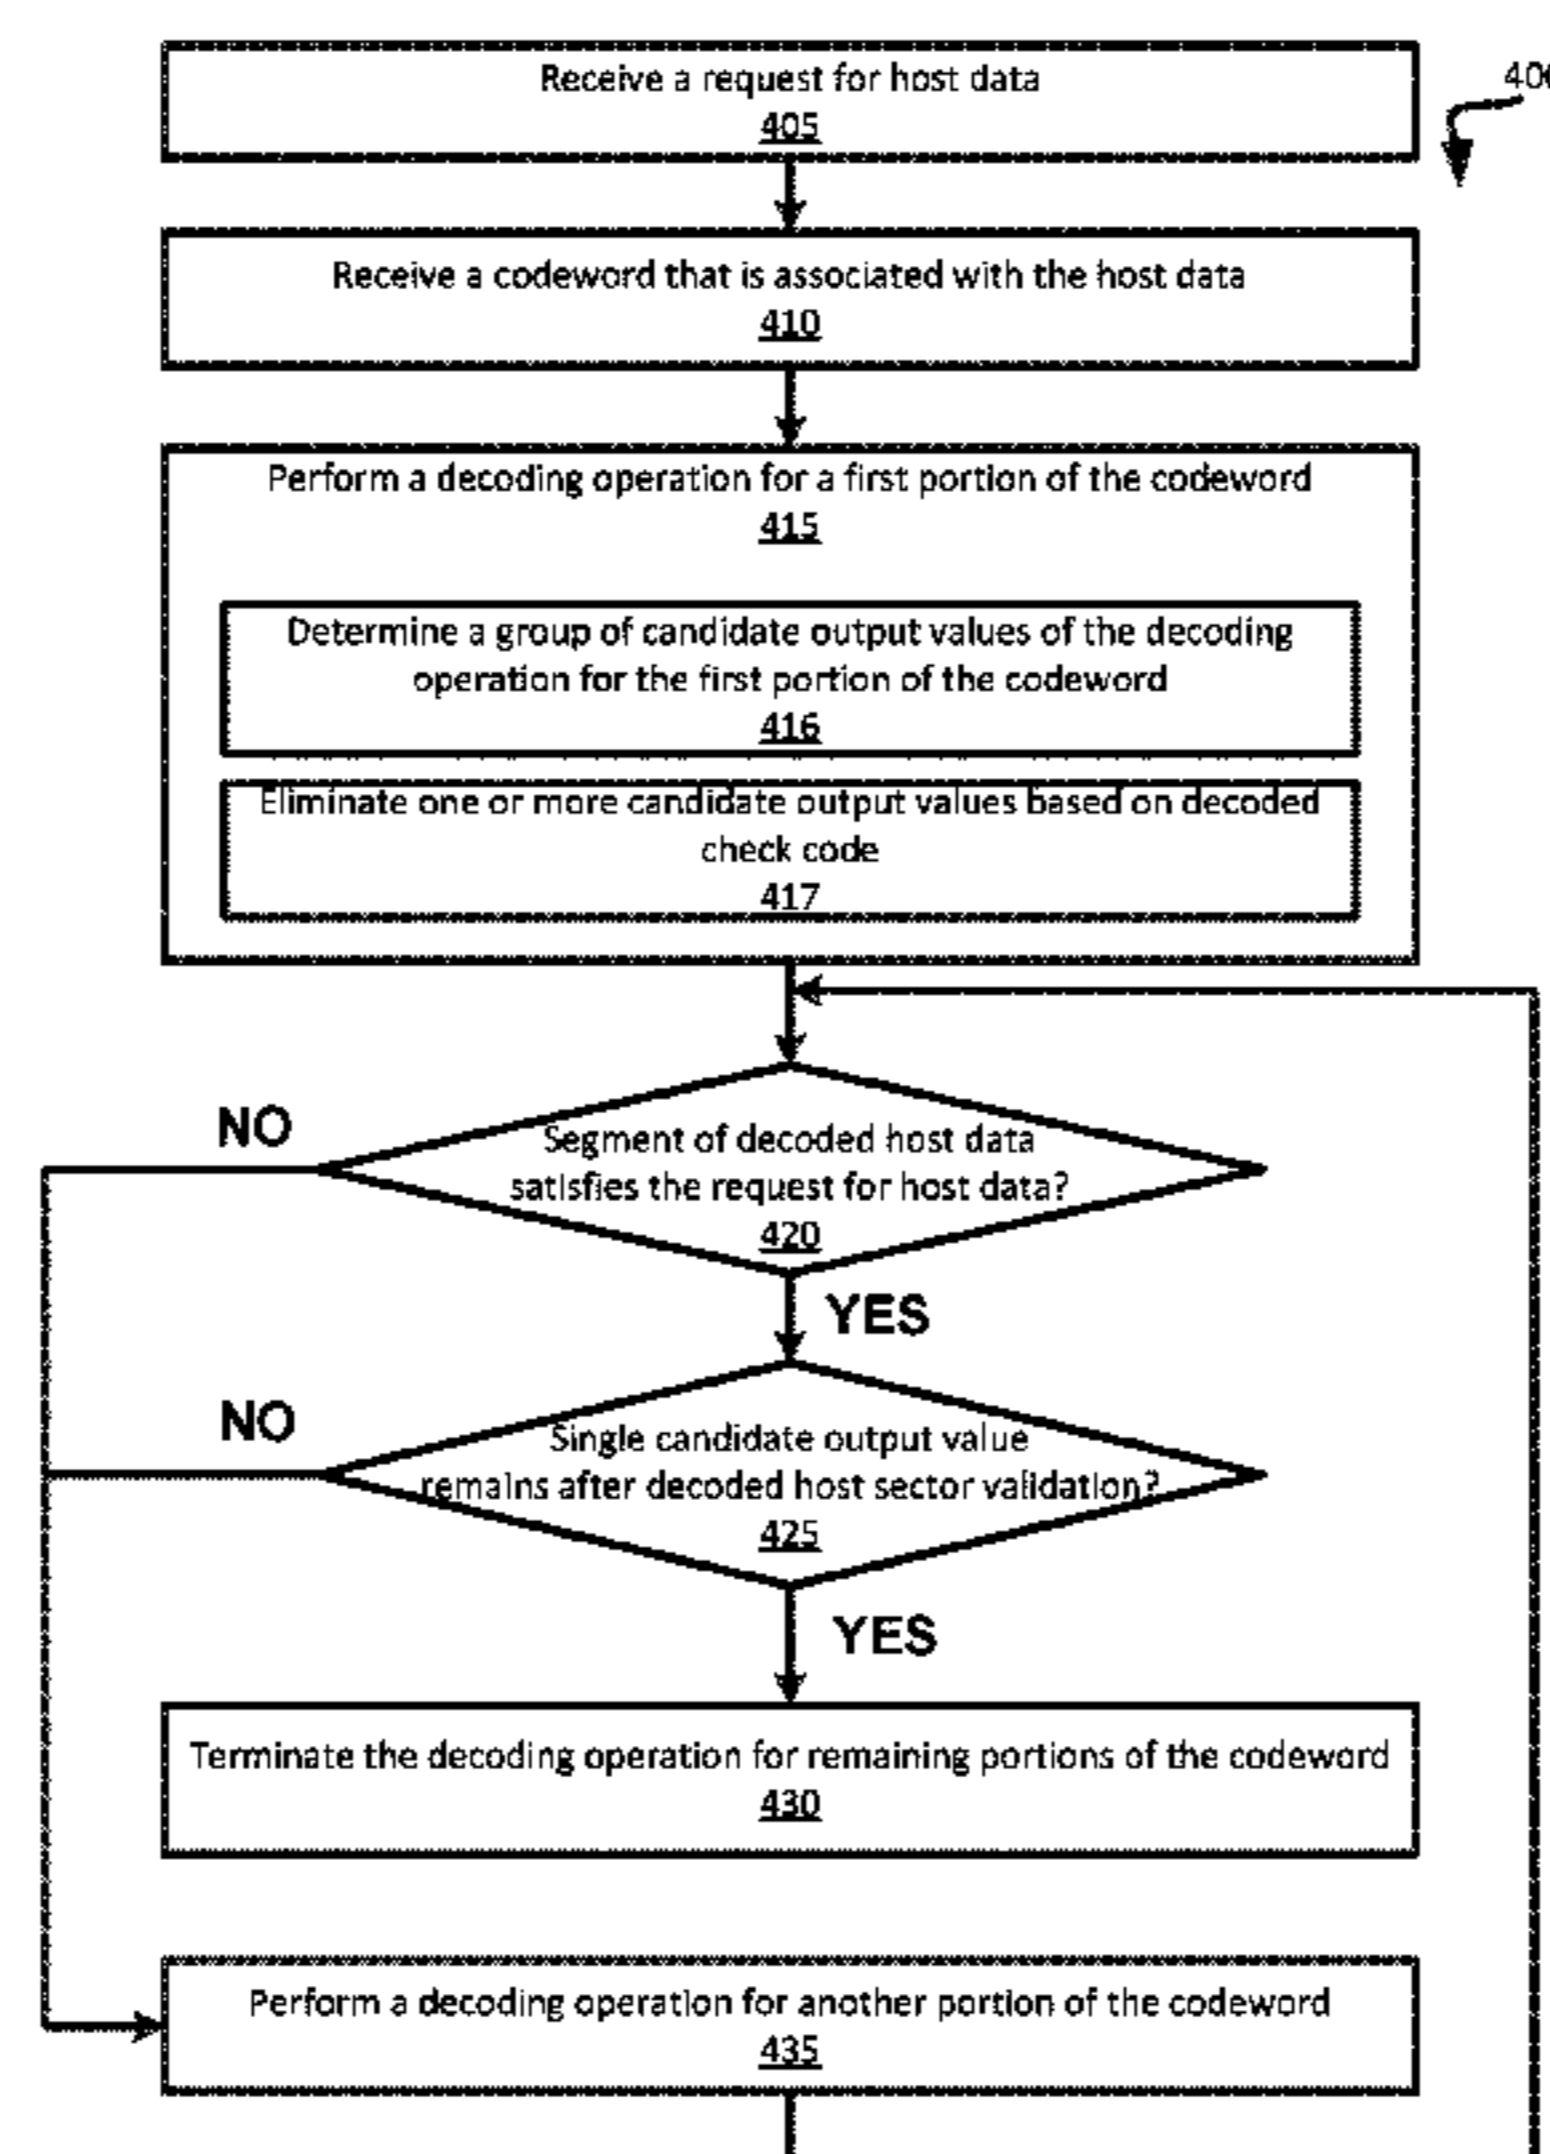 Receive a request for host data
405
400
Receive a codeword that is associated with the host data
410
Perform a decoding operation for a first portion of the codeword
415
Determine a group of candidate output values of the decoding
operation for the first portion of the codeword
416
Eliminate one or more candidate output values based on decoded
check code
417
NO
Segment of decoded host data
satisfies the request for host data?
420
YES
NO
Single candidate output value
remains after decoded host sector validation?
425
YES
Terminate the decoding operation for remaining portions of the codeword
430
Perform a decoding operation for another portion of the codeword
435